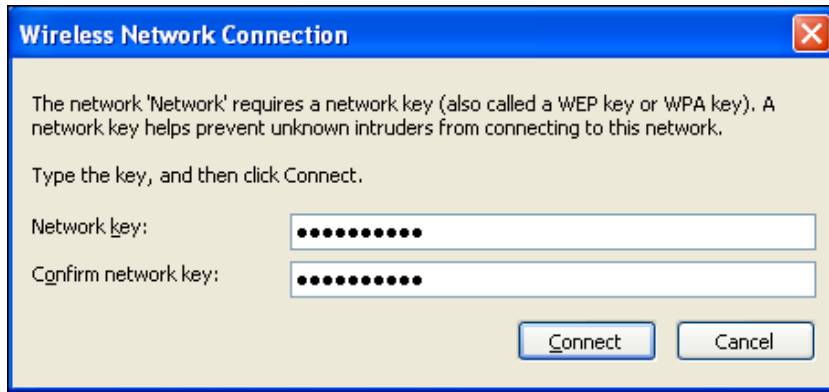 Wireless Network Connection
The network 'Network' requires a network key (also called a WEP key or WPA key). A
network key helps prevent unknown intruders from connecting to this network.
Type the key, and then click Connect.
Network key: ●●●●●●●●●●
Confirm network key: ●●●●●●●●●●
Connect Cancel